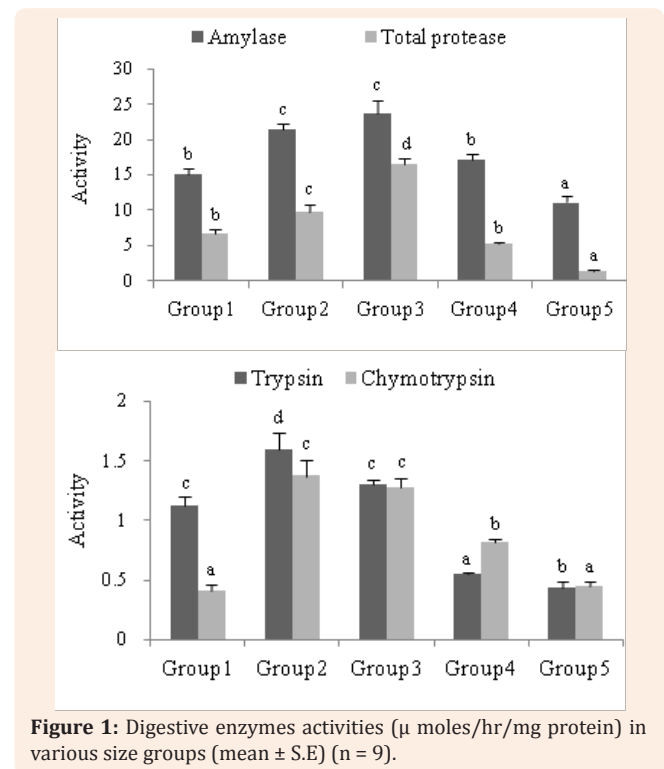 Amylase Total protease
30
25
20
15
10
5
0
Activity
b b c c c d b b a a
Group1 Group2 Group3 Group4 Group5
Trypsin Chymotrypsin
2
1.5
1
0.5
0
Activity
c a d c c c a b b a
Group1 Group2 Group3 Group4 Group5
Figure 1: Digestive enzymes activities (μ moles/hr/mg protein) in
various size groups (mean ± S.E) (n = 9).